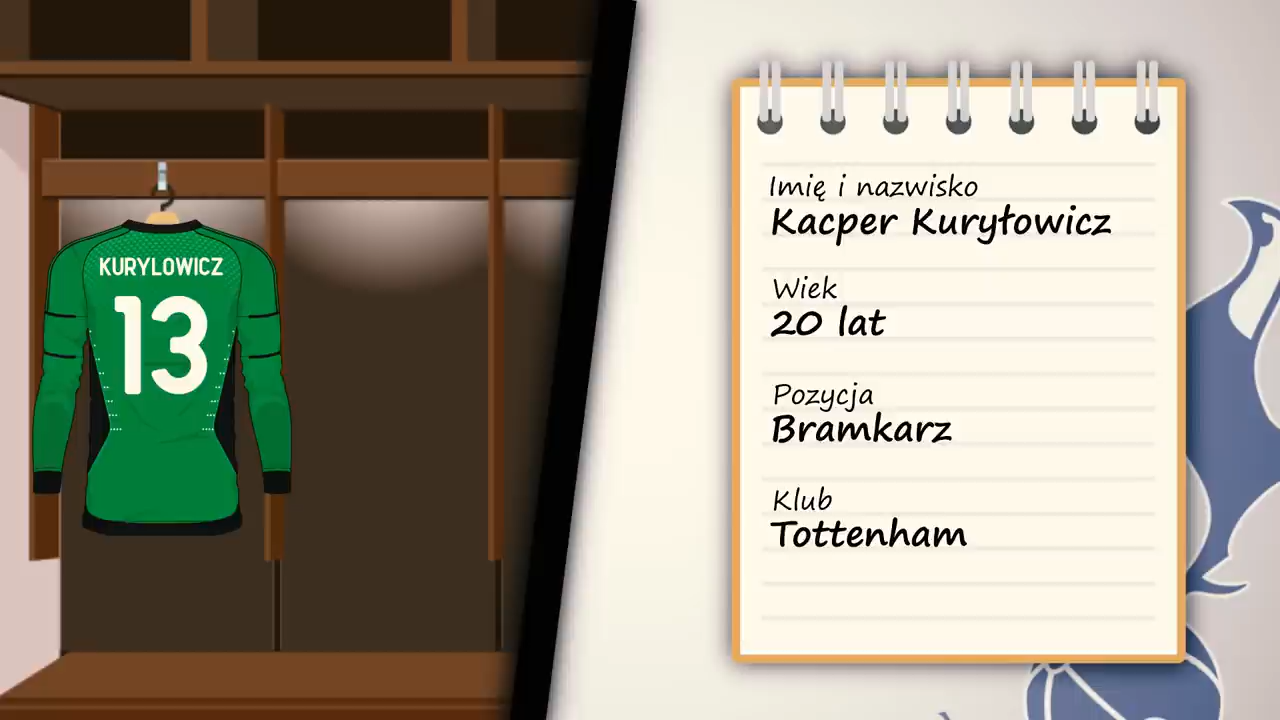 KURYLOWICZ
13
Imię i nazwisko
Kacper Kuryłowicz
Wiek
20 lat
Pozycja
Bramkarz
Klub
Tottenham